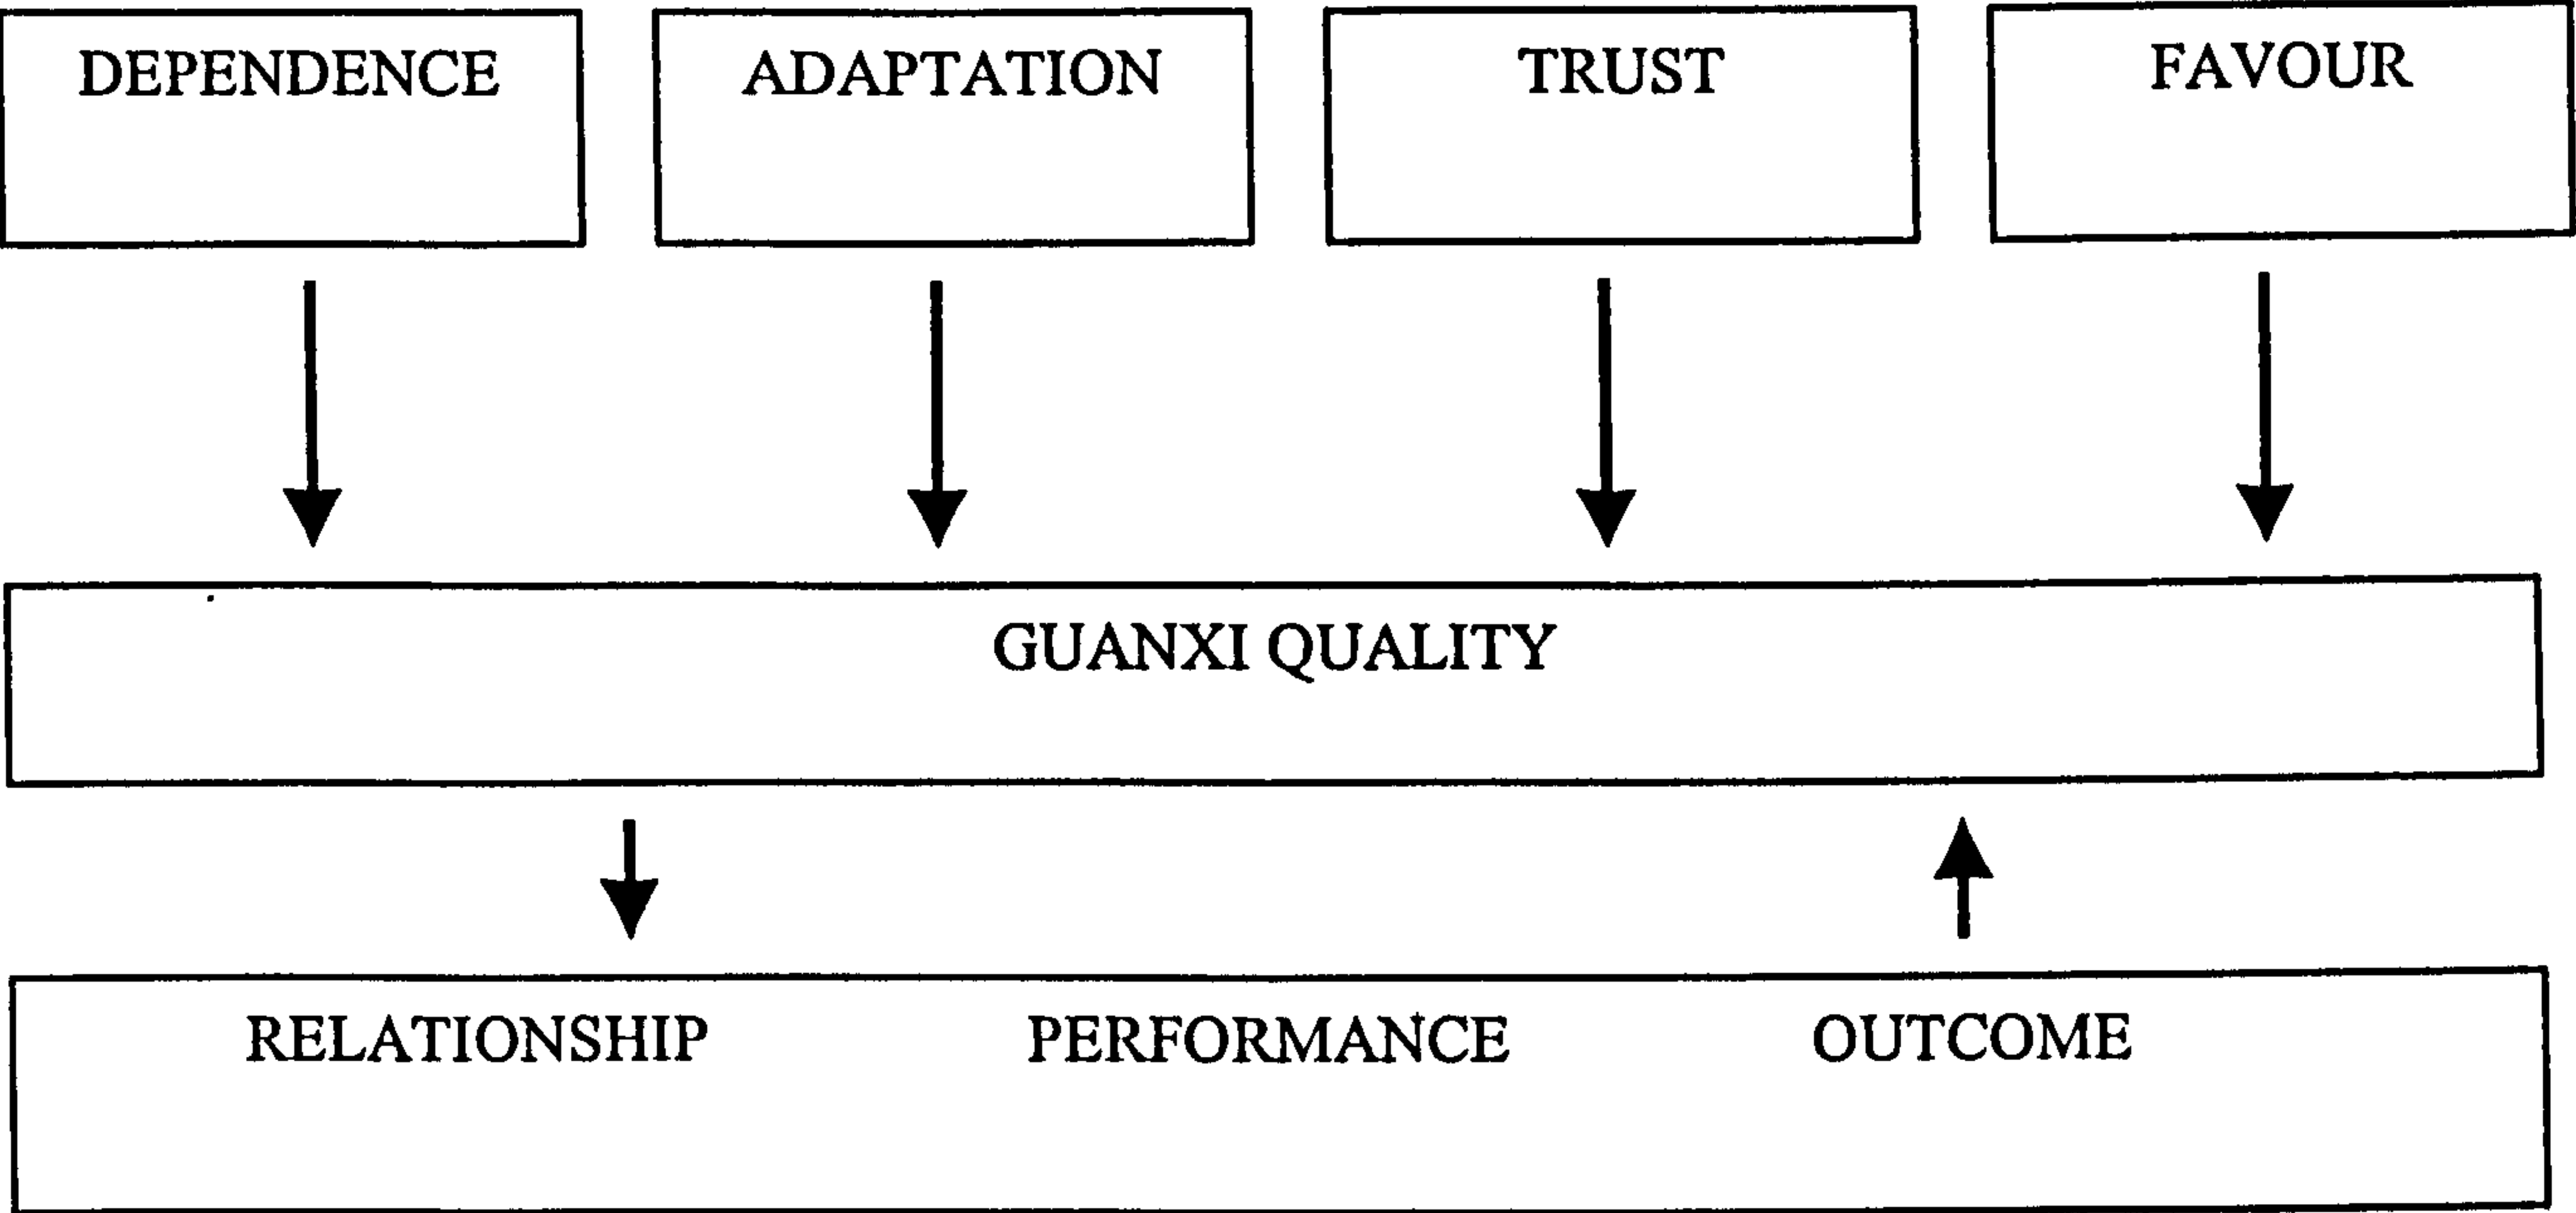 DEPENDENCE ADAPTATION TRUST FAVOUR
GUANXI QUALITY
RELATIONSHIP PERFORMANCE OUTCOME